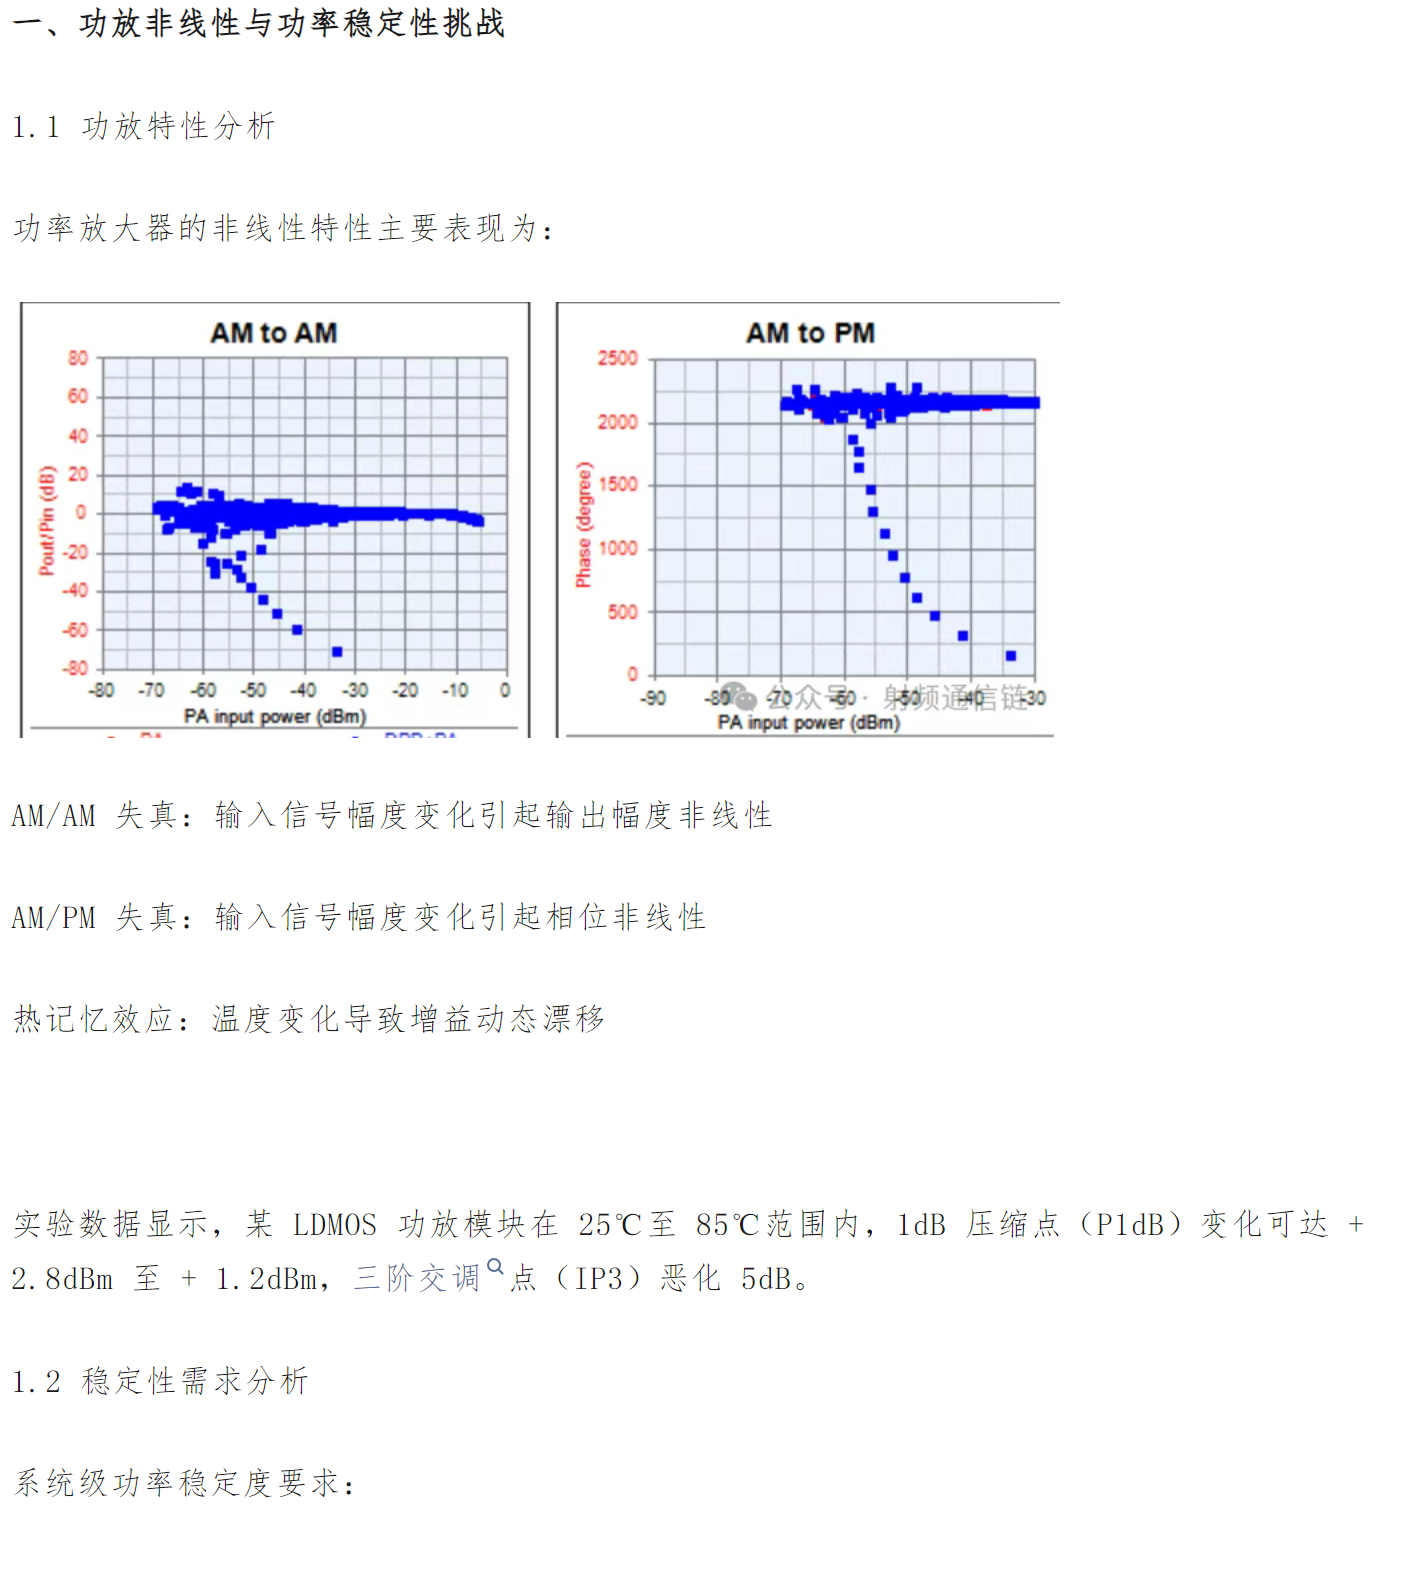 一、功放非线性与功率稳定性挑战
1.1 功放特性分析
功率放大器的非线性特性主要表现为：
AM to AM
80
60
40
20
0
-20
-40
-60
-80
Pout/Pin (dB)
-80 -70 -60 -50 -40 -30 -20 -10 0
PA input power (dBm)
PA DPD+PA
AM to PM
2500
2000
1500
1000
500
0
Phase (degree)
-90 -80 -70 -60 -50 -40 -30
公众号 · 射频通信链
PA input power (dBm)
AM/AM 失真：输入信号幅度变化引起输出幅度非线性
AM/PM 失真：输入信号幅度变化引起相位非线性
热记忆效应：温度变化导致增益动态漂移
实验数据显示，某 LDMOS 功放模块在 25℃至 85℃范围内，1dB 压缩点（P1dB）变化可达 +
2.8dBm 至 + 1.2dBm，三阶交调点（IP3）恶化 5dB。
1.2 稳定性需求分析
系统级功率稳定度要求：